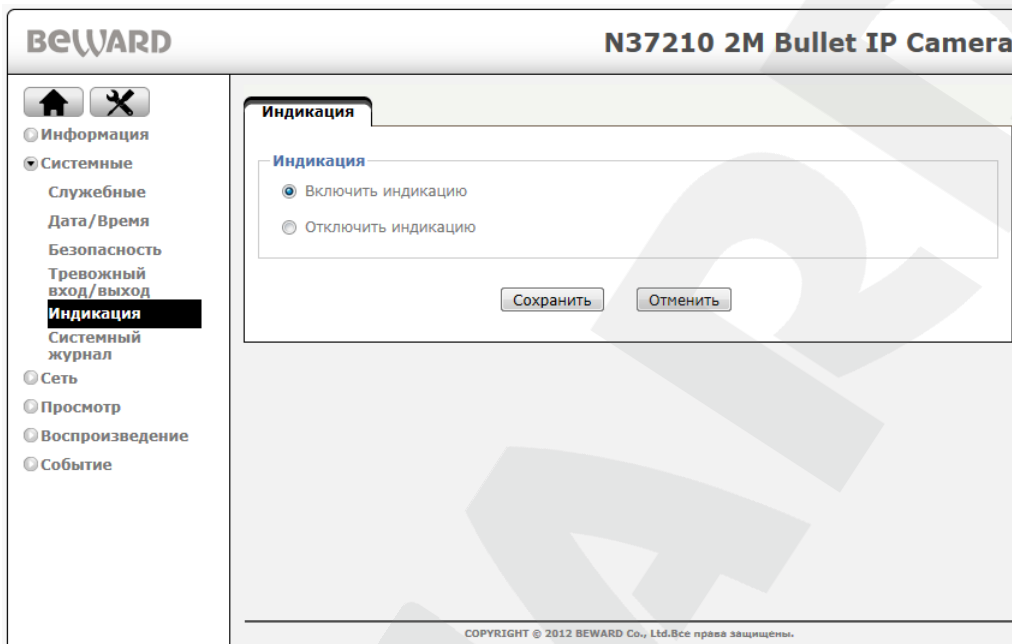 BEWARD
N37210 2M Bullet IP Camera
Информация
Системные
Служебные
Дата/Время
Безопасность
Тревожный
вход/выход
Индикация
Системный
журнал
Сеть
Просмотр
Воспроизведение
Событие
Индикация
Индикация
Включить индикацию
Отключить индикацию
Сохранить
Отменить
COPYRIGHT © 2012 BEWARD Co., Ltd.Все права защищены.